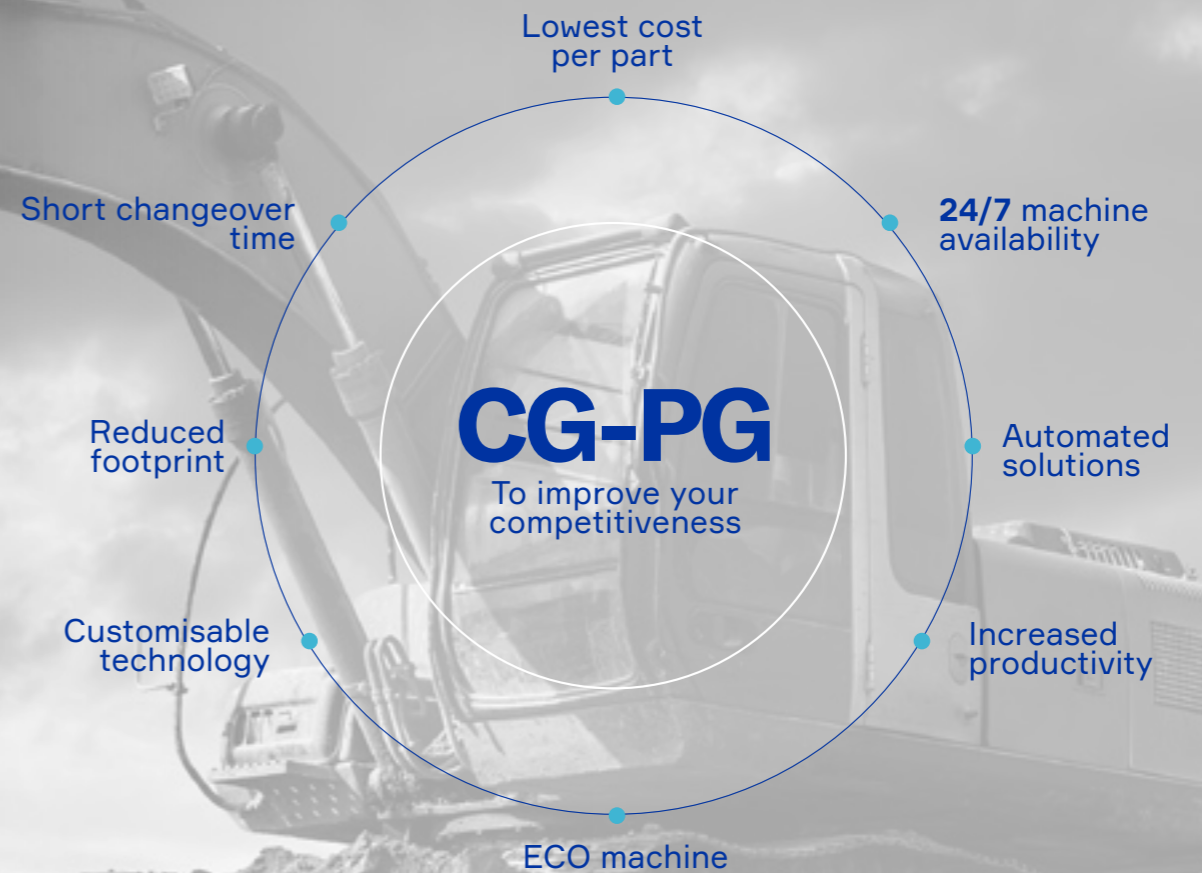 Lowest cost
per part
24/7 machine
availability
Automated
solutions
Increased
productivity
ECO machine
Customisable
technology
Reduced
footprint
Short changeover
time
CG-PG
To improve your
competitiveness